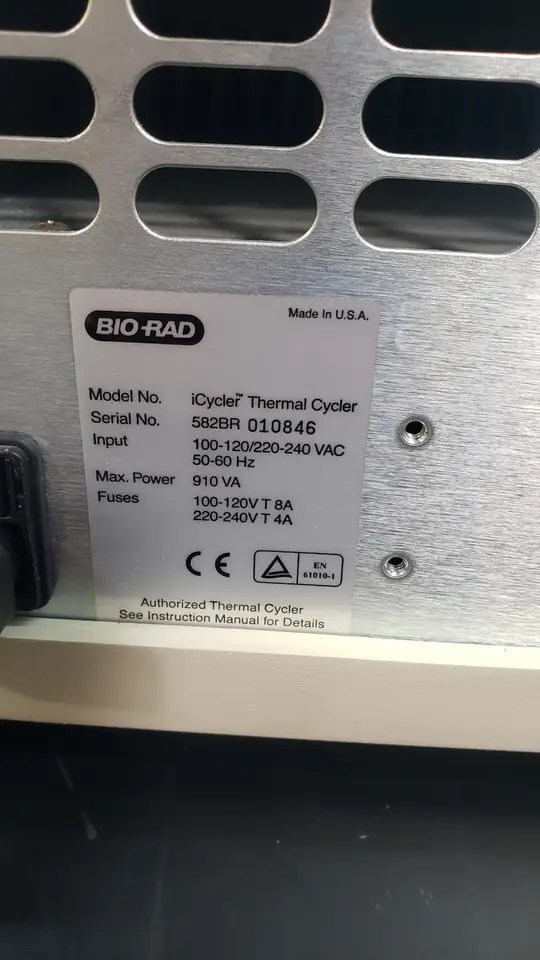 BIO-RAD
Made in U.S.A.
Model No. iCycler™ Thermal Cycler
Serial No. 582BR 010846
Input 100-120/220-240 VAC
50-60 Hz
Max. Power 910 VA
Fuses 100-120V T 8A
220-240V T 4A
CE
EN
61010-1
Authorized Thermal Cycler
See Instruction Manual for Details